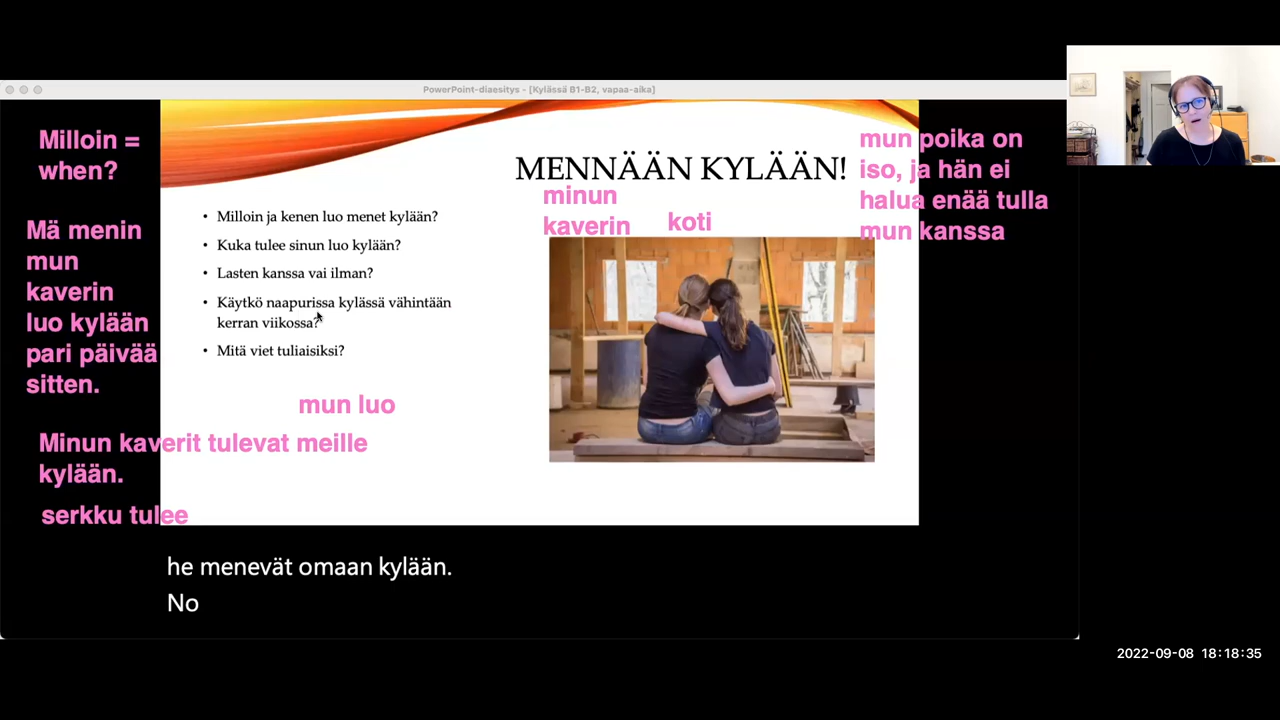 PowerPoint-diaesitys - [Kylässä B1-B2, vapaa-aika]
MENNÄÄN KYLÄÄN!
• Milloin ja kenen luo menet kylään?
• Kuka tulee sinun luo kylään?
• Lasten kanssa vai ilman?
• Käytkö naapurissa kylässä vähintään
kerran viikossa?
• Mitä viet tuliaisiksi?
Milloin =
when?
Mä menin
mun
kaverin
luo kylään
pari päivää
sitten.
mun luo
Minun kaverit tulevat meille
kylään.
serkku tulee
minun
kaverin
koti
mun poika on
iso, ja hän ei
halua enää tulla
mun kanssa
he menevät omaan kylään.
No
2022-09-08 18:18:35